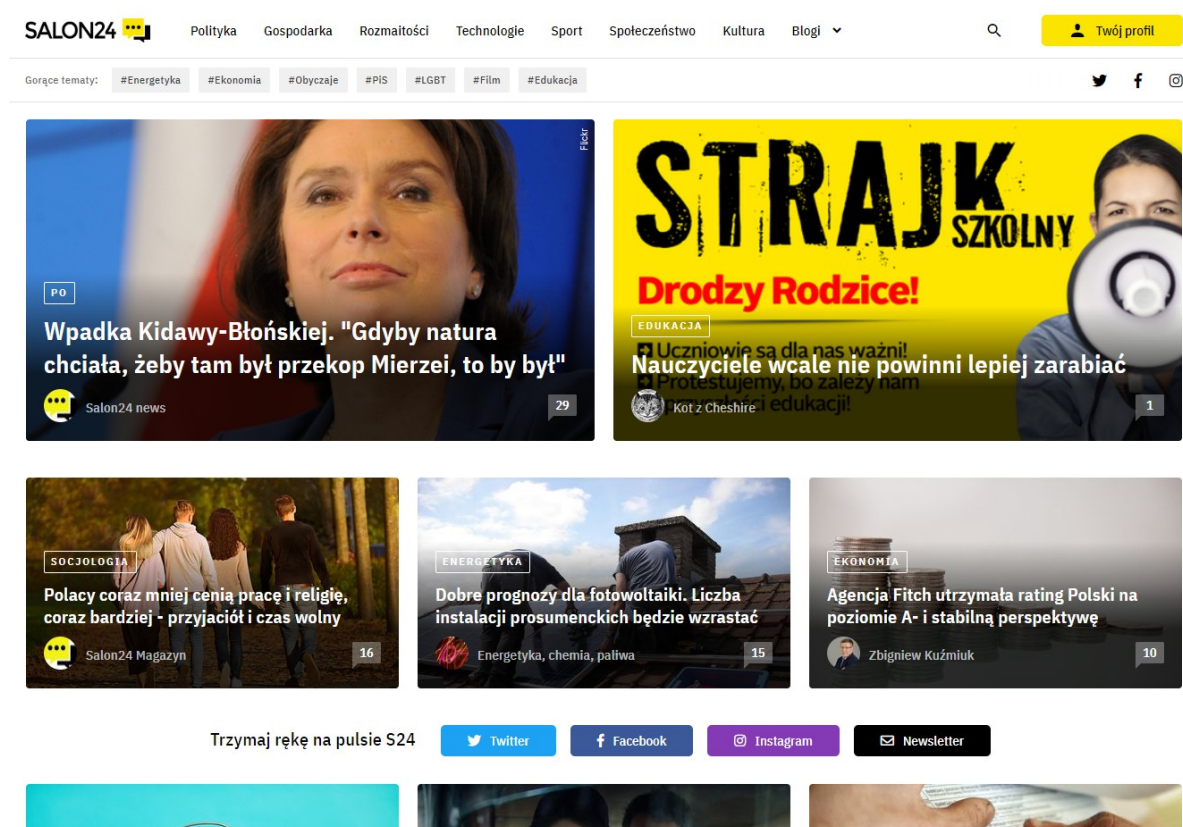 SALON24
Polityka Gospodarka Rozmaitości Technologie Sport Społeczeństwo Kultura Blogi
Twój profil
Gorące tematy: #Energetyka #Ekonomia #Obyczaje #PiS #LGBT #Film #Edukacja
Flickr
PO
Wpadka Kidawy-Błońskiej. "Gdyby natura
chciała, żeby tam był przekop Mierzei, to by był"
Salon24 news
29
STRAJK
SZKOLNY
Drodzy Rodzice!
EDUKACJA
Uczniowie są dla nas ważni!
Nauczyciele wcale nie powinni lepiej zarabiać
Protestujemy, bo zależy nam
edukacji!
Kot z Cheshire
1
SOCJOLOGIA
Polacy coraz mniej cenią pracę i religię,
coraz bardziej - przyjaciół i czas wolny
Salon24 Magazyn
16
ENERGETYKA
Dobre prognozy dla fotowoltaiki. Liczba
instalacji prosumenckich będzie wzrastać
Energetyka, chemia, paliwa
15
EKONOMIA
Agencja Fitch utrzymała rating Polski na
poziomie A- i stabilną perspektywę
Zbigniew Kuźmiuk
10
Trzymaj rękę na pulsie S24
Twitter
Facebook
Instagram
Newsletter